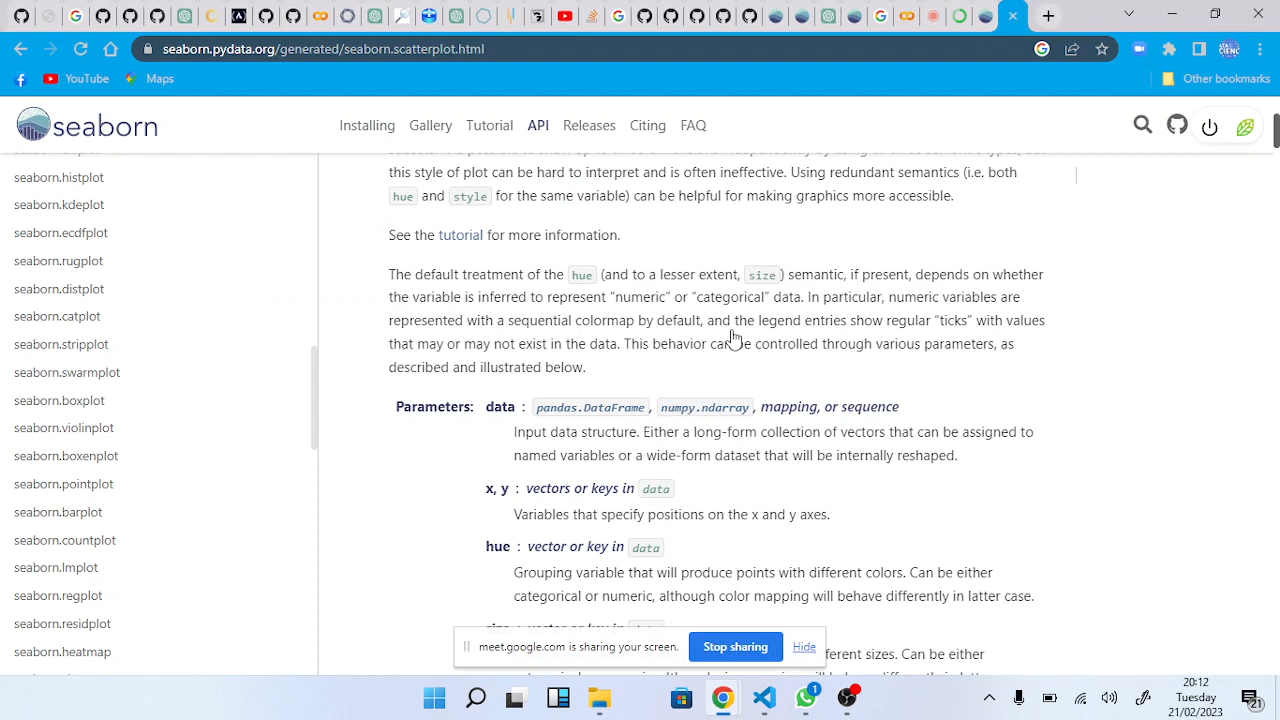 seaborn.pydata.org/generated/seaborn.scatterplot.html
YouTube
Maps
Other bookmarks
seaborn
Installing
Gallery
Tutorial
API
Releases
Citing
FAQ
seaborn.histplot
seaborn.kdeplot
seaborn.ecdfplot
seaborn.rugplot
seaborn.distplot
seaborn.catplot
seaborn.stripplot
seaborn.swarmplot
seaborn.boxplot
seaborn.violinplot
seaborn.boxenplot
seaborn.pointplot
seaborn.barplot
seaborn.countplot
seaborn.lmplot
seaborn.regplot
seaborn.residplot
seaborn.heatmap
this style of plot can be hard to interpret and is often ineffective. Using redundant semantics (i.e. both
hue and style for the same variable) can be helpful for making graphics more accessible.
See the tutorial for more information.
The default treatment of the hue (and to a lesser extent, size) semantic, if present, depends on whether
the variable is inferred to represent “numeric” or “categorical” data. In particular, numeric variables are
represented with a sequential colormap by default, and the legend entries show regular “ticks” with values
that may or may not exist in the data. This behavior can be controlled through various parameters, as
described and illustrated below.
Parameters: data : pandas.DataFrame, numpy.ndarray, mapping, or sequence
Input data structure. Either a long-form collection of vectors that can be assigned to
named variables or a wide-form dataset that will be internally reshaped.
x, y : vectors or keys in data
Variables that specify positions on the x and y axes.
hue : vector or key in data
Grouping variable that will produce points with different colors. Can be either
categorical or numeric, although color mapping will behave differently in latter case.
ferent sizes. Can be either
meet.google.com is sharing your screen.
Stop sharing
Hide
1
20:12
Tuesday
21/02/2023
21